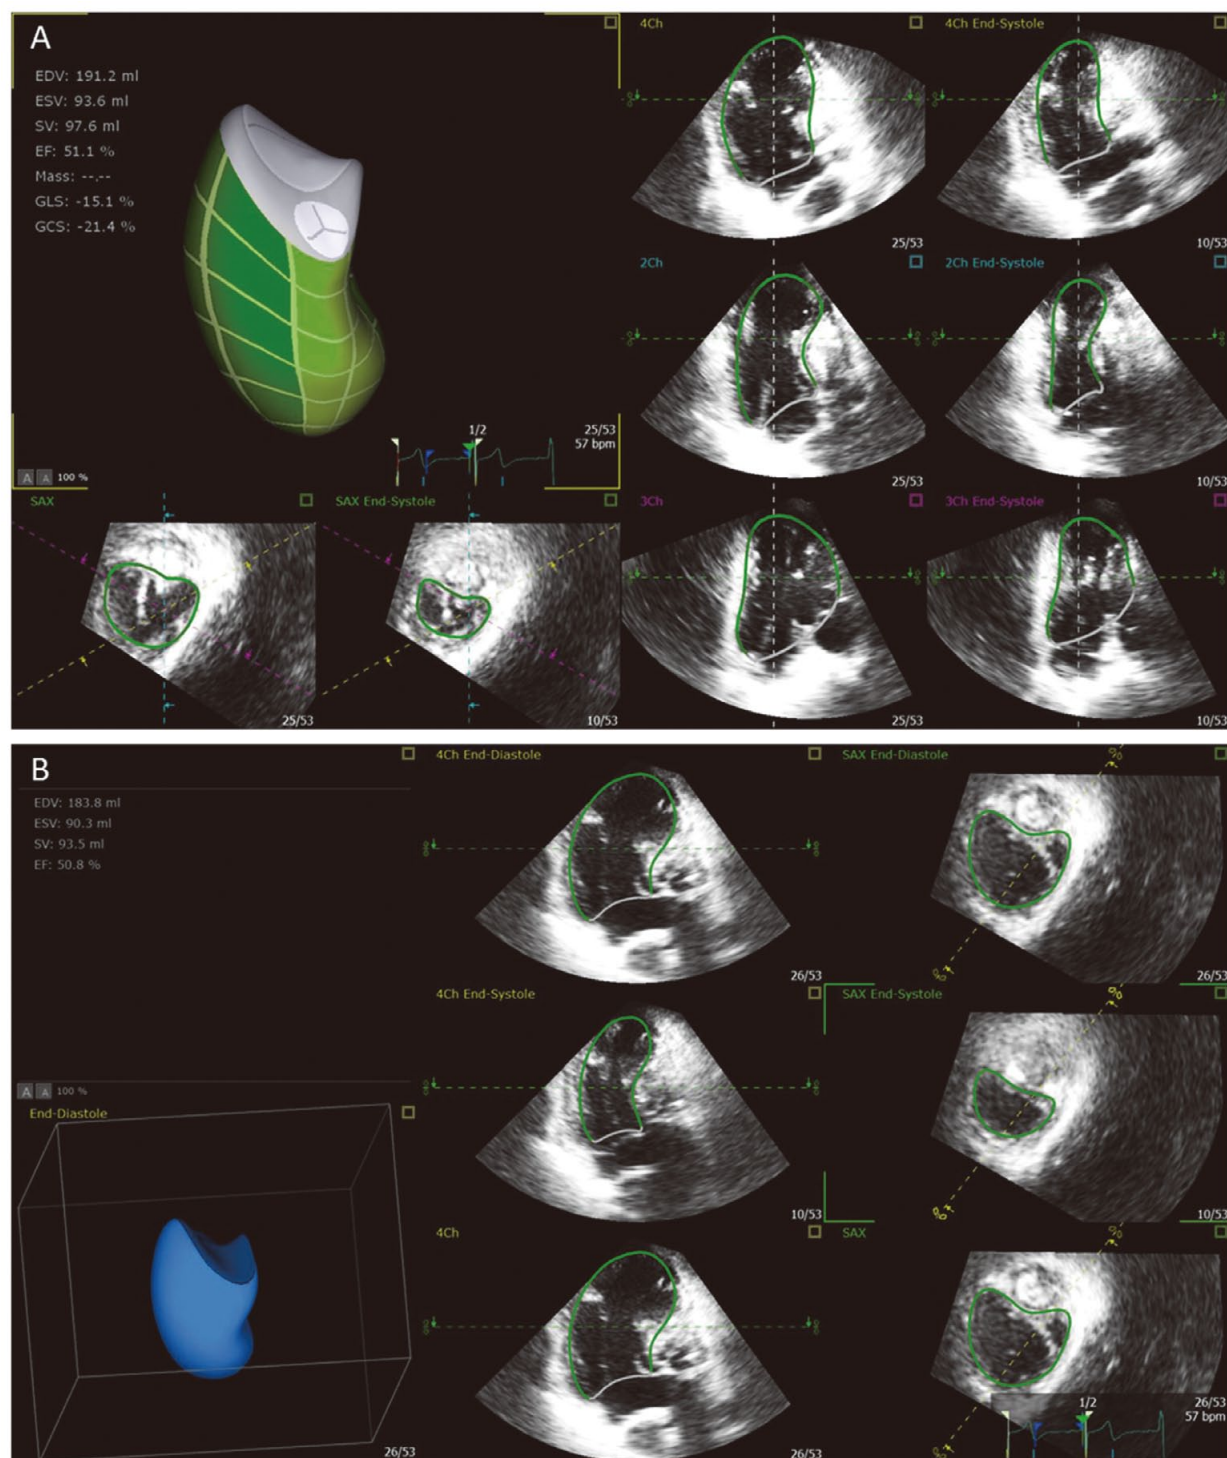 A
EDV: 191.2 ml
ESV: 93.6 ml
SV: 97.6 ml
EF: 51.1 %
Mass: --.--
GLS: -15.1 %
GCS: -21.4 %
1/2
25/53
57 bpm
A A 100 %
4Ch
25/53
4Ch End-Systole
10/53
2Ch
25/53
2Ch End-Systole
10/53
SAX
25/53
SAX End-Systole
10/53
3Ch
25/53
3Ch End-Systole
10/53
B
EDV: 183.8 ml
ESV: 90.3 ml
SV: 93.5 ml
EF: 50.8 %
A A 100 %
End-Diastole
26/53
4Ch End-Diastole
26/53
4Ch End-Systole
10/53
4Ch
26/53
SAX End-Diastole
26/53
SAX End-Systole
10/53
SAX
1/2
26/53
57 bpm